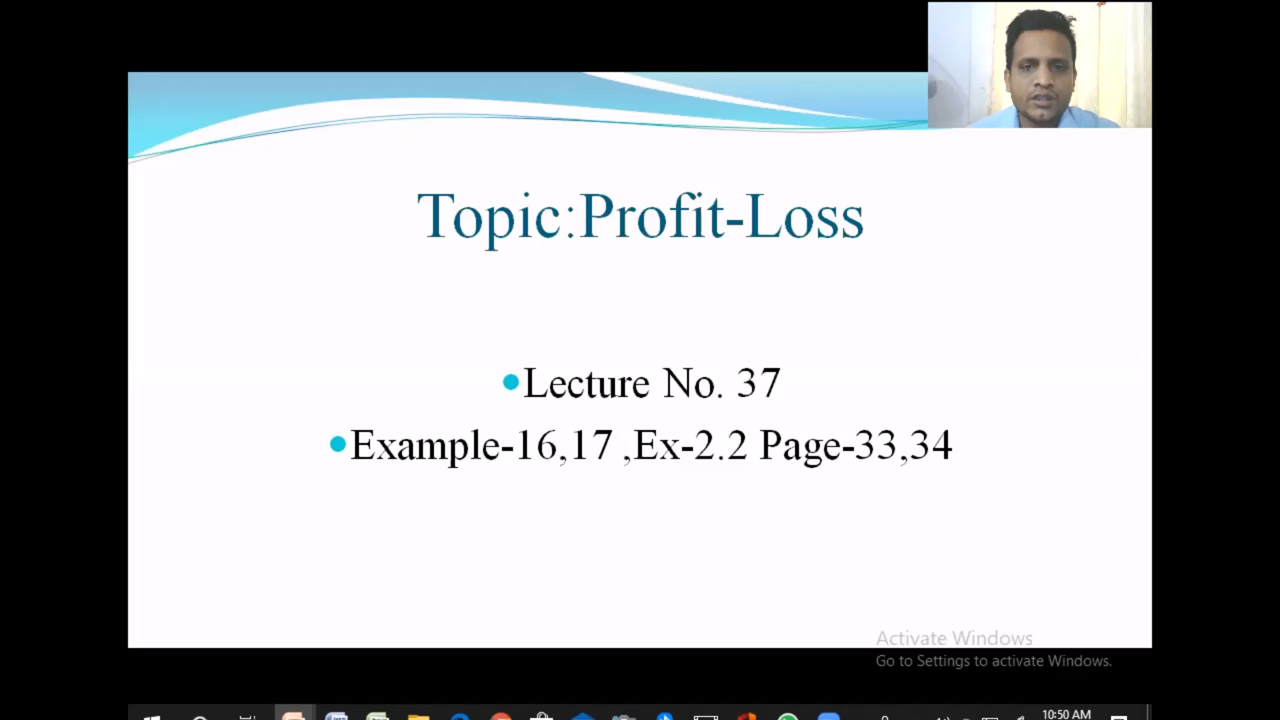 Topic:Profit-Loss
Lecture No. 37
Example-16,17 ,Ex-2.2 Page-33,34
Activate Windows
Go to Settings to activate Windows.
10:50 AM